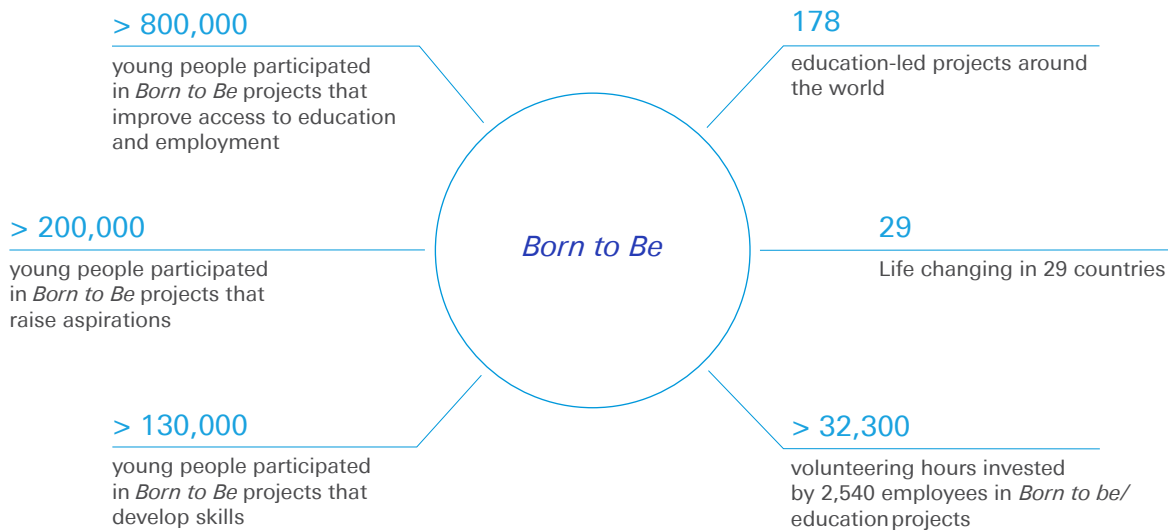 > 800,000
young people participated
in Born to Be projects that
improve access to education
and employment
> 200,000
young people participated
in Born to Be projects that
raise aspirations
> 130,000
young people participated
in Born to Be projects that
develop skills
Born to Be
178
education-led projects around
the world
29
Life changing in 29 countries
> 32,300
volunteering hours invested
by 2,540 employees in Born to be/
education projects